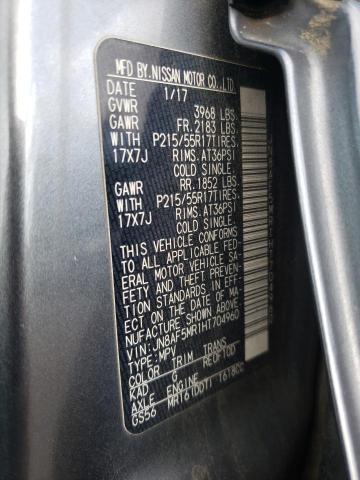 MFD BY.NISSAN MOTOR CO.,LTD.
DATE 1/17
GVWR 3968 LBS.
GAWR FR.2183 LBS.
WITH P215/55R17TIRES,
17X7J RIMS.AT36PSI
COLD SINGLE.
GAWR RR.1852 LBS.
WITH P215/55R17TIRES,
17X7J RIMS.AT36PSI
COLD SINGLE.
THIS VEHICLE CONFORMS
TO ALL APPLICABLE FED-
ERAL MOTOR VEHICLE SA-
FETY AND THEFT PREVEN-
TION STANDARDS IN EFF-
ECT ON THE DATE OF MA-
NUFACTURE SHOWN ABOVE.
VIN:JN8AF5MR1HT704960
TYPE:MPV
COLOR TRIM TRANS
KAD G RE0F10D
AXLE ENGINE
GS56 MR16(DDT) 1618CC